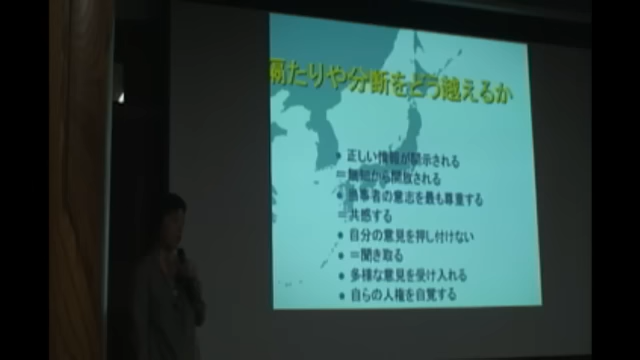 隔たりや分断をどう越えるか
• 正しい情報が開示される
＝無知から開放される
• 当事者の意志を最も尊重する
＝共感する
• 自分の意見を押し付けない
• ＝聞き取る
• 多様な意見を受け入れる
• 自らの人権を自覚する